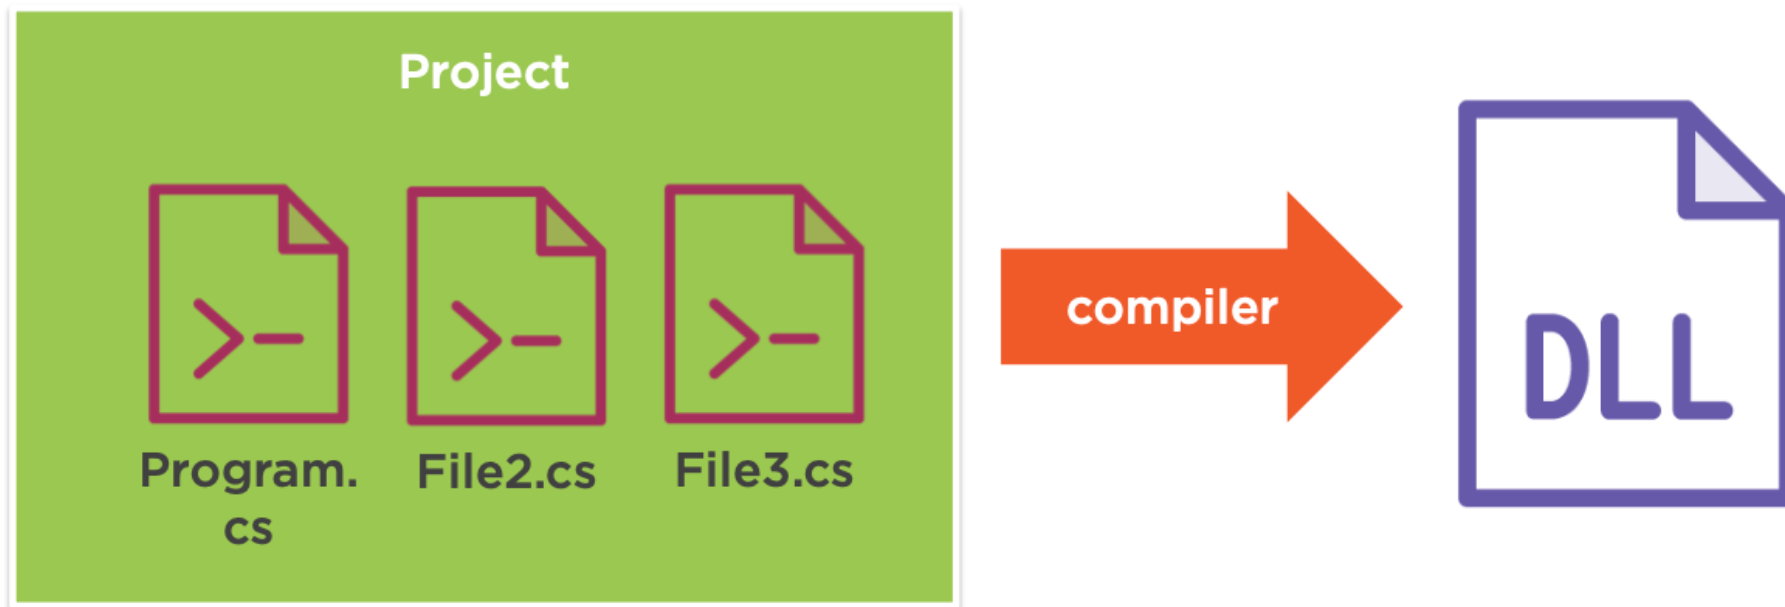 Project
Program.
cs
File2.cs
File3.cs
compiler
DLL